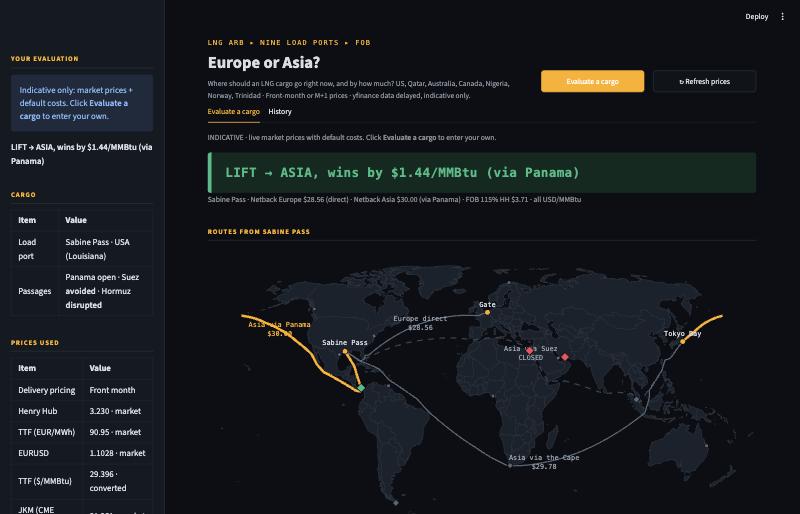 Deploy
YOUR EVALUATION
Indicative only: market prices +
default costs. Click Evaluate a
cargo to enter your own.
LIFT → ASIA, wins by $1.44/MMBtu (via
Panama)
CARGO
Item Value
Load port Sabine Pass · USA (Louisiana)
Passages Panama open · Suez avoided · Hormuz disrupted
PRICES USED
Item Value
Delivery pricing Front month
Henry Hub 3.230 · market
TTF (EUR/MWh) 90.95 · market
EURUSD 1.1028 · market
TTF ($/MMBtu) 29.396 · converted
JKM (CME
LNG ARB ▸ NINE LOAD PORTS ▸ FOB
Europe or Asia?
Where should an LNG cargo go right now, and by how much? US, Qatar, Australia, Canada, Nigeria,
Norway, Trinidad · Front-month or M+1 prices · yfinance data delayed, indicative only.
Evaluate a cargo
↻ Refresh prices
Evaluate a cargo History
INDICATIVE · live market prices with default costs. Click Evaluate a cargo to enter your own.
LIFT → ASIA, wins by $1.44/MMBtu (via Panama)
Sabine Pass · Netback Europe $28.56 (direct) · Netback Asia $30.00 (via Panama) · FOB 115% HH $3.71 · all USD/MMBtu
ROUTES FROM SABINE PASS
Gate
Europe direct
$28.56
Asia via Panama
$30.00
Sabine Pass
Tokyo Bay
Asia via Suez
CLOSED
Asia via the Cape
$29.78